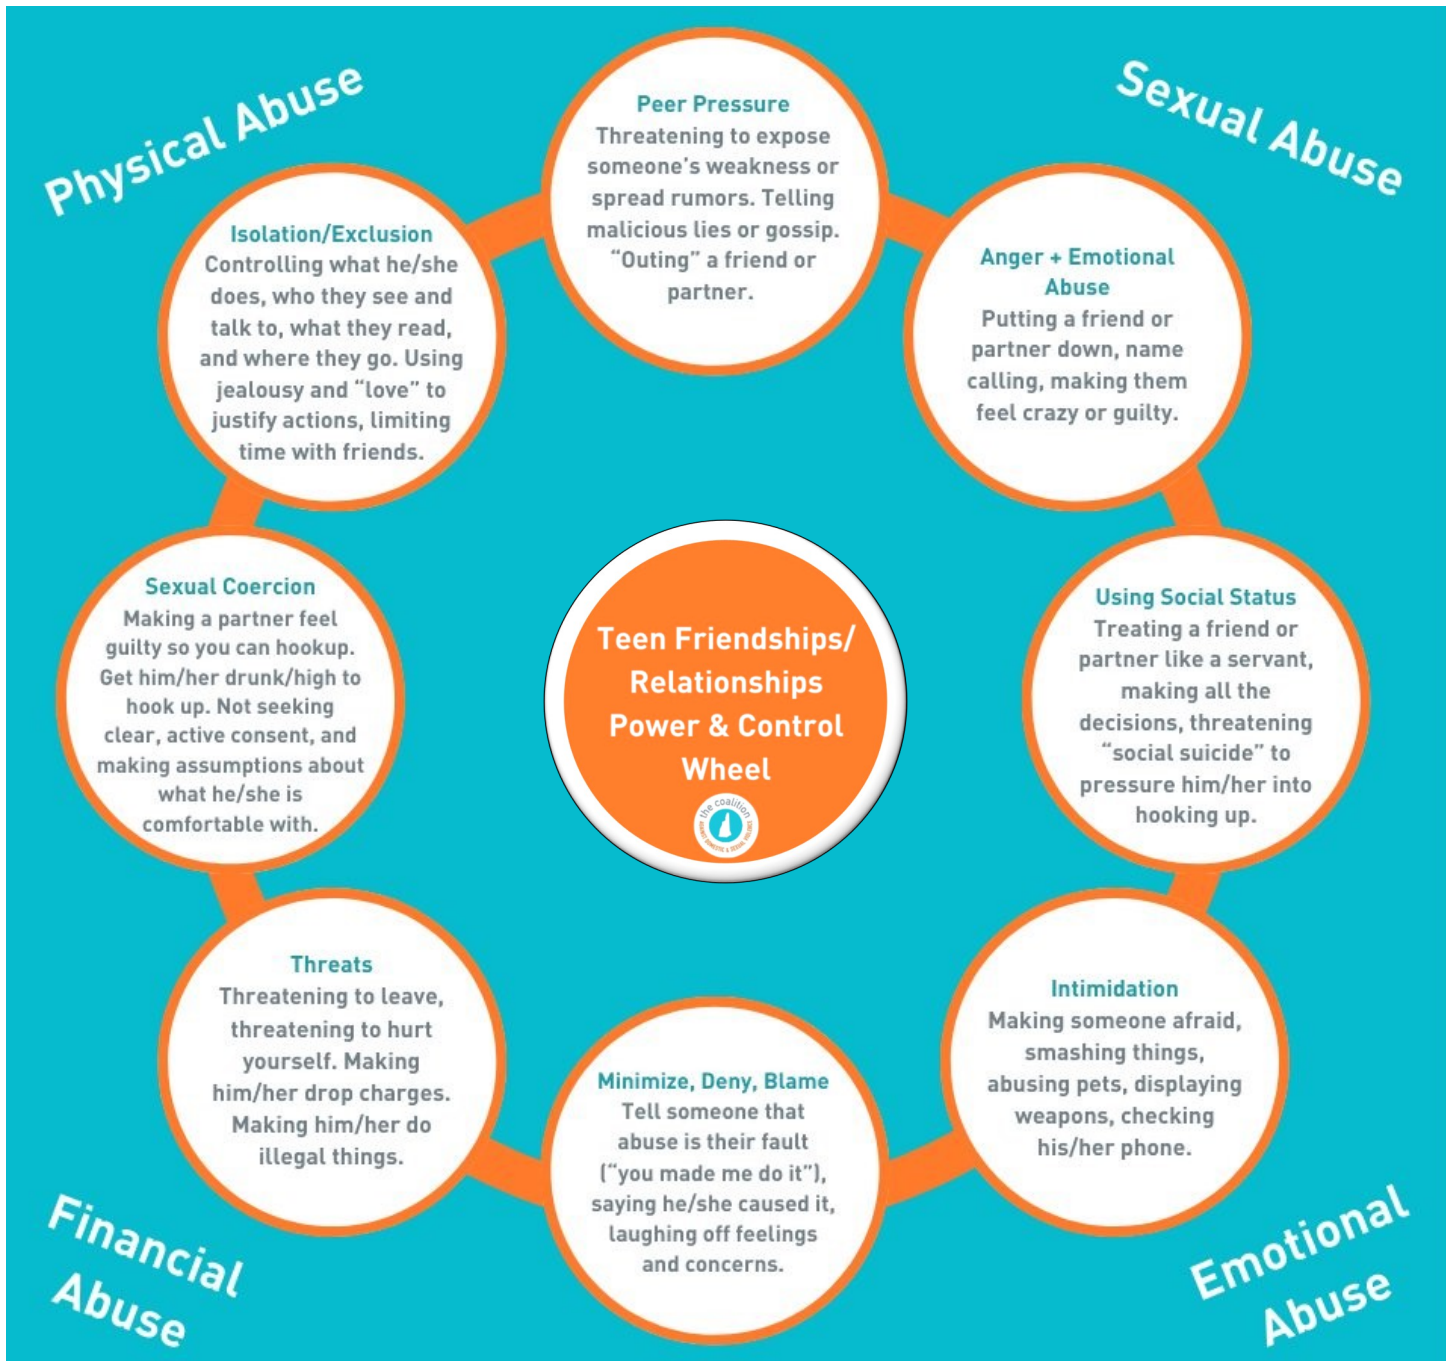 Physical Abuse
Sexual Abuse
Peer Pressure
Threatening to expose
someone's weakness or
spread rumors. Telling
malicious lies or gossip.
“Outing” a friend or
partner.
Anger + Emotional
Abuse
Putting a friend or
partner down, name
calling, making them
feel crazy or guilty.
Using Social Status
Treating a friend or
partner like a servant,
making all the
decisions, threatening
“social suicide” to
pressure him/her into
hooking up.
Intimidation
Making someone afraid,
smashing things,
abusing pets, displaying
weapons, checking
his/her phone.
Minimize, Deny, Blame
Tell someone that
abuse is their fault
(“you made me do it”),
saying he/she caused it,
laughing off feelings
and concerns.
Threats
Threatening to leave,
threatening to hurt
yourself. Making
him/her drop charges.
Making him/her do
illegal things.
Sexual Coercion
Making a partner feel
guilty so you can hookup.
Get him/her drunk/high to
hook up. Not seeking
clear, active consent, and
making assumptions about
what he/she is
comfortable with.
Isolation/Exclusion
Controlling what he/she
does, who they see and
talk to, what they read,
and where they go. Using
jealousy and “love” to
justify actions, limiting
time with friends.
Teen Friendships/
Relationships
Power & Control
Wheel
the coalition
AGAINST DOMESTIC & SEXUAL VIOLENCE
Financial
Abuse
Emotional
Abuse